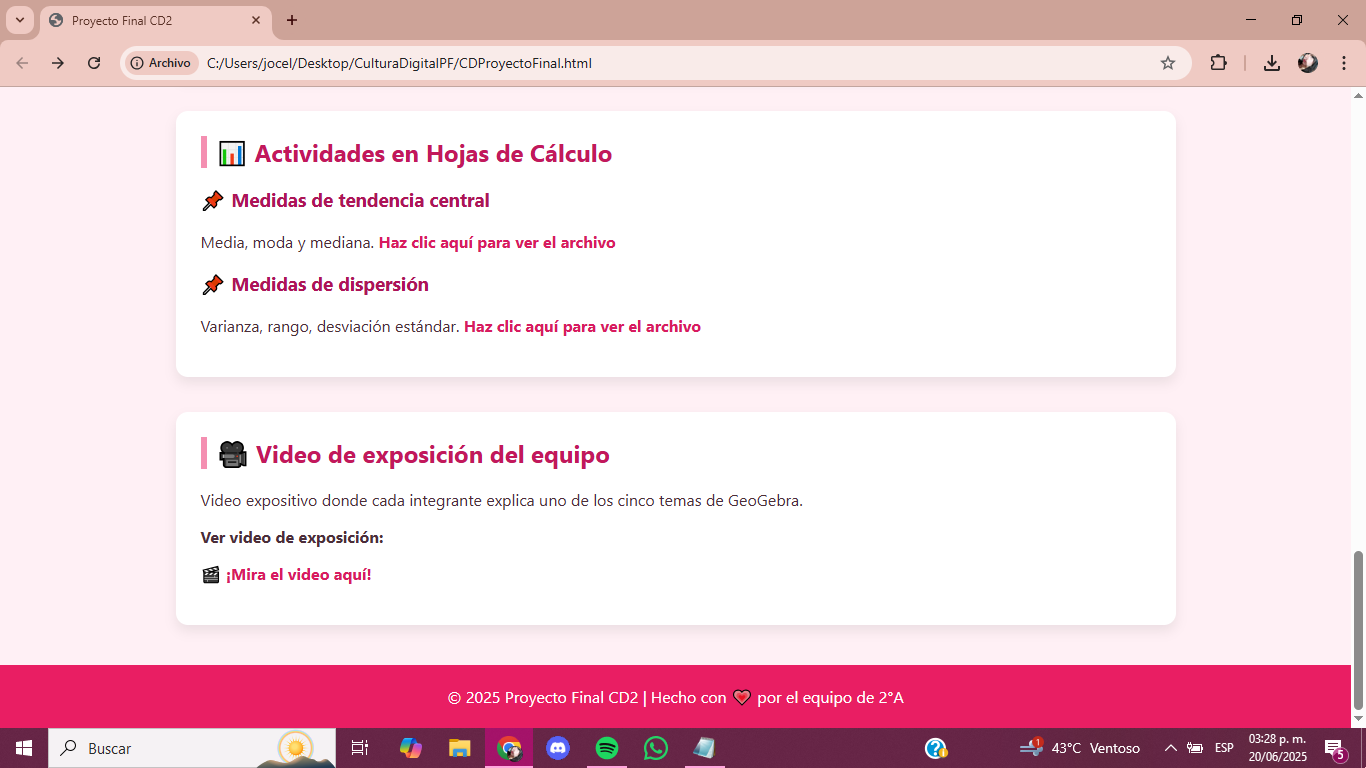 Proyecto Final CD2
Archivo
C:/Users/jocel/Desktop/CulturaDigitalPF/CDProyectoFinal.html
Actividades en Hojas de Cálculo
Medidas de tendencia central
Media, moda y mediana. Haz clic aquí para ver el archivo
Medidas de dispersión
Varianza, rango, desviación estándar. Haz clic aquí para ver el archivo
Video de exposición del equipo
Video expositivo donde cada integrante explica uno de los cinco temas de GeoGebra.
Ver video de exposición:
¡Mira el video aquí!
© 2025 Proyecto Final CD2 | Hecho con ❤ por el equipo de 2°A
Buscar
1
43°C Ventoso
ESP
03:28 p. m.
20/06/2025
5